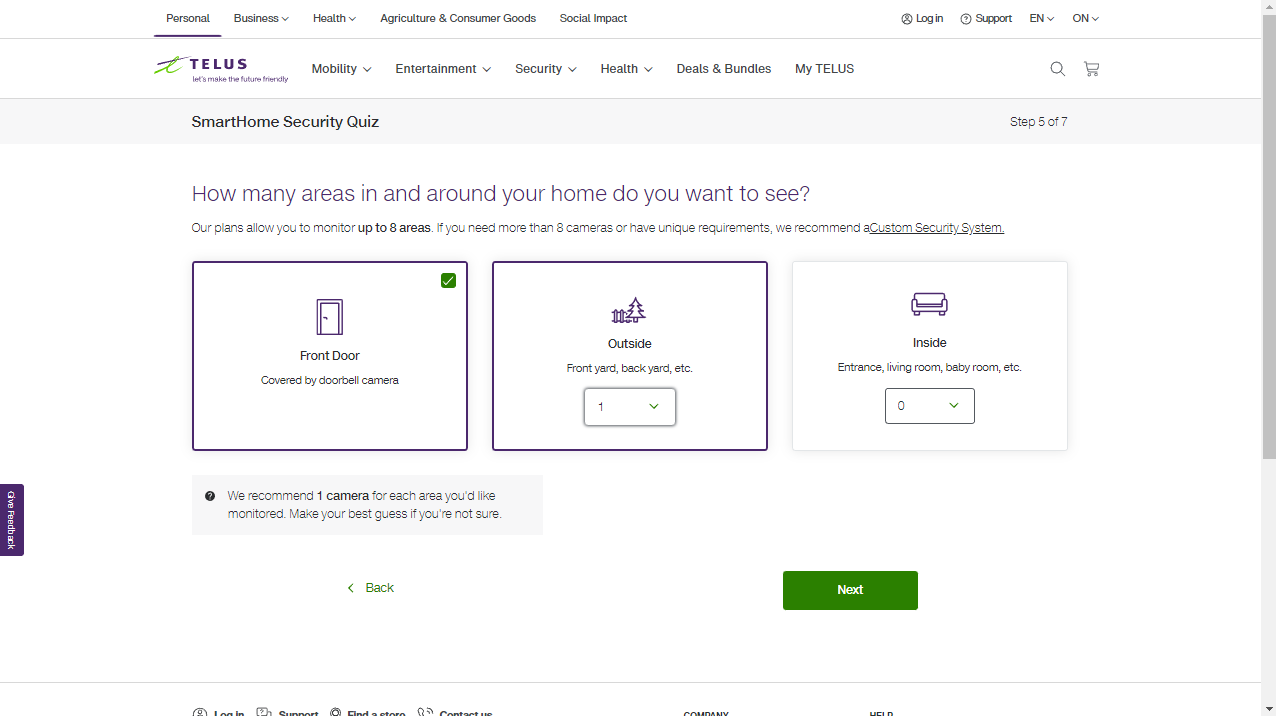 Personal Business Health Agriculture & Consumer Goods Social Impact Log in Support EN ON
TELUS
let's make the future friendly
Mobility Entertainment Security Health Deals & Bundles My TELUS
SmartHome Security Quiz Step 5 of 7
How many areas in and around your home do you want to see?
Our plans allow you to monitor up to 8 areas. If you need more than 8 cameras or have unique requirements, we recommend aCustom Security System.
Front Door
Covered by doorbell camera
Outside
Front yard, back yard, etc.
1
Inside
Entrance, living room, baby room, etc.
0
We recommend 1 camera for each area you'd like
monitored. Make your best guess if you're not sure.
Give Feedback
Back Next
Log in Support Find a store Contact us COMPANY HELP